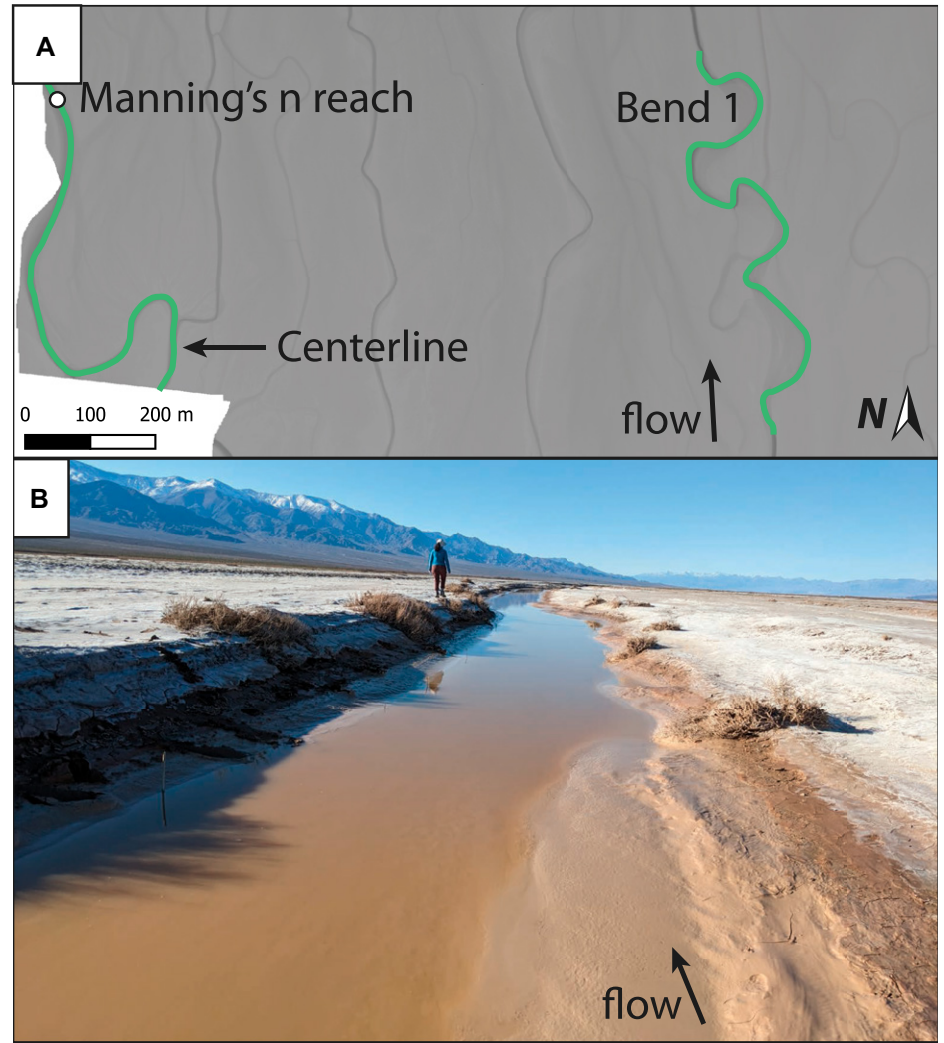 A
Manning's n reach
Bend 1
Centerline
0 100 200 m
flow
N
B
flow